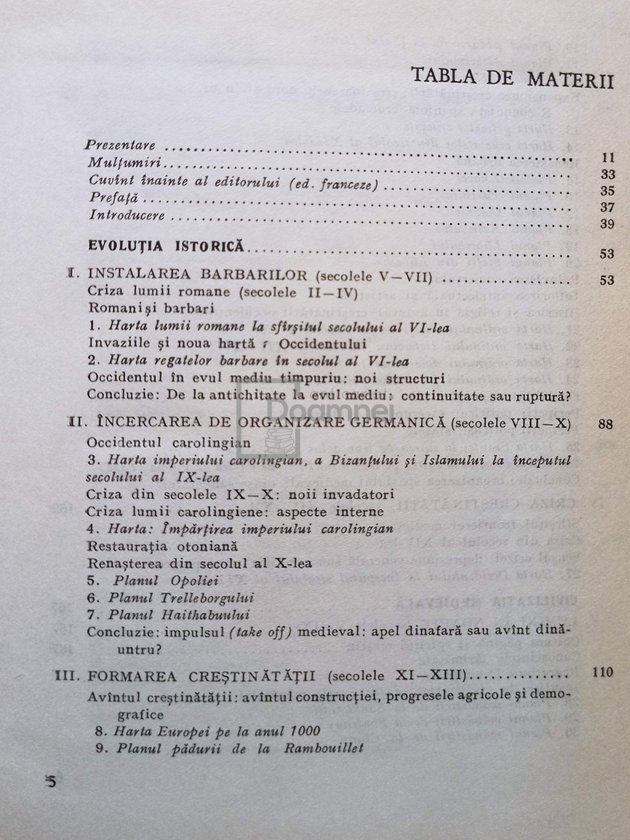 TABLA DE MATERII
Prezentare ........ 11
Mulțumiri ........ 33
Cuvînt înainte al editorului (ed. franceze) ........ 35
Prefață ........ 37
Introducere ........ 39
EVOLUȚIA ISTORICĂ ........ 53
I. INSTALAREA BARBARILOR (secolele V—VII) ........ 53
Criza lumii romane (secolele II—IV)
Romani și barbari
1. Harta lumii romane la sfîrșitul secolului al VI-lea
Invaziile și noua hartă a Occidentului
2. Harta regatelor barbare în secolul al VI-lea
Occidentul în evul mediu timpuriu: noi structuri
Concluzie: De la antichitate la evul mediu: continuitate sau ruptură?
II. ÎNCERCAREA DE ORGANIZARE GERMANICĂ (secolele VIII—X) 88
Occidentul carolingian
3. Harta imperiului carolingian, a Bizanțului și Islamului la începutul
secolului al IX-lea
Criza din secolele IX—X: noii invadatori
Criza lumii carolingiene: aspecte interne
4. Harta: Împărțirea imperiului carolingian
Restaurația otoniană
Renașterea din secolul al X-lea
5. Planul Opoliei
6. Planul Trelleborgului
7. Planul Haithabuului
Concluzie: impulsul (take off) medieval: apel dinafară sau avînt dină-
untru?
III. FORMAREA CREȘTINĂTĂȚII (secolele XI—XIII) ........ 110
Avîntul creștinătății: avîntul construcției, progresele agricole și demo-
grafice
8. Harta Europei pe la anul 1000
9. Planul pădurii de la Rambouillet
5
Doamnei